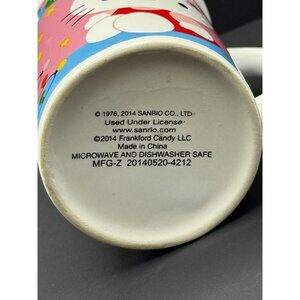 © 1976, 2014 SANRIO CO., LTD.
Used Under License
www.sanrio.com
©2014 Frankford Candy LLC
Made in China
MICROWAVE AND DISHWASHER SAFE
MFG-Z 20140520-4212